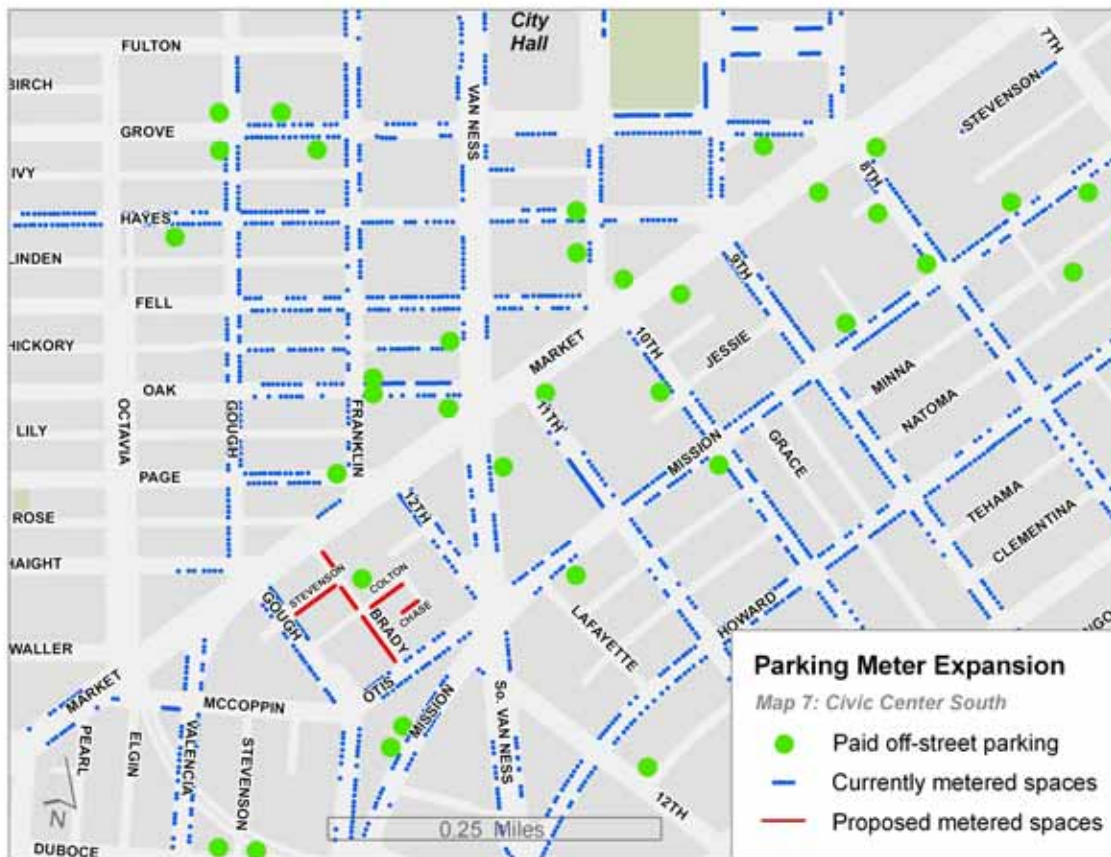 City
Hall
FULTON
7TH
BIRCH
STEVENSON
VAN NESS
GROVE
IVY
8TH
HAYES
LINDEN
9TH
FELL
MARKET
10TH
HICKORY
JESSIE
MINNA
OAK
OCTAVIA
GOUGH
FRANKLIN
11TH
NATOMA
LILY
MISSION
GRACE
PAGE
12TH
TEHAMA
ROSE
CLEMENTINA
HAIGHT
STEVENSON
COLTON
CHASE
GOUGH
BRADY
LAFAYETTE
HOWARD
WALLER
OTIS
MARKET
MCCOPPIN
MISSION
So. VAN NESS
PEARL
ELGIN
VALENCIA
STEVENSON
12TH
N
0.25 Miles
DUBOCE
Parking Meter Expansion
Map 7: Civic Center South
Paid off-street parking
Currently metered spaces
Proposed metered spaces